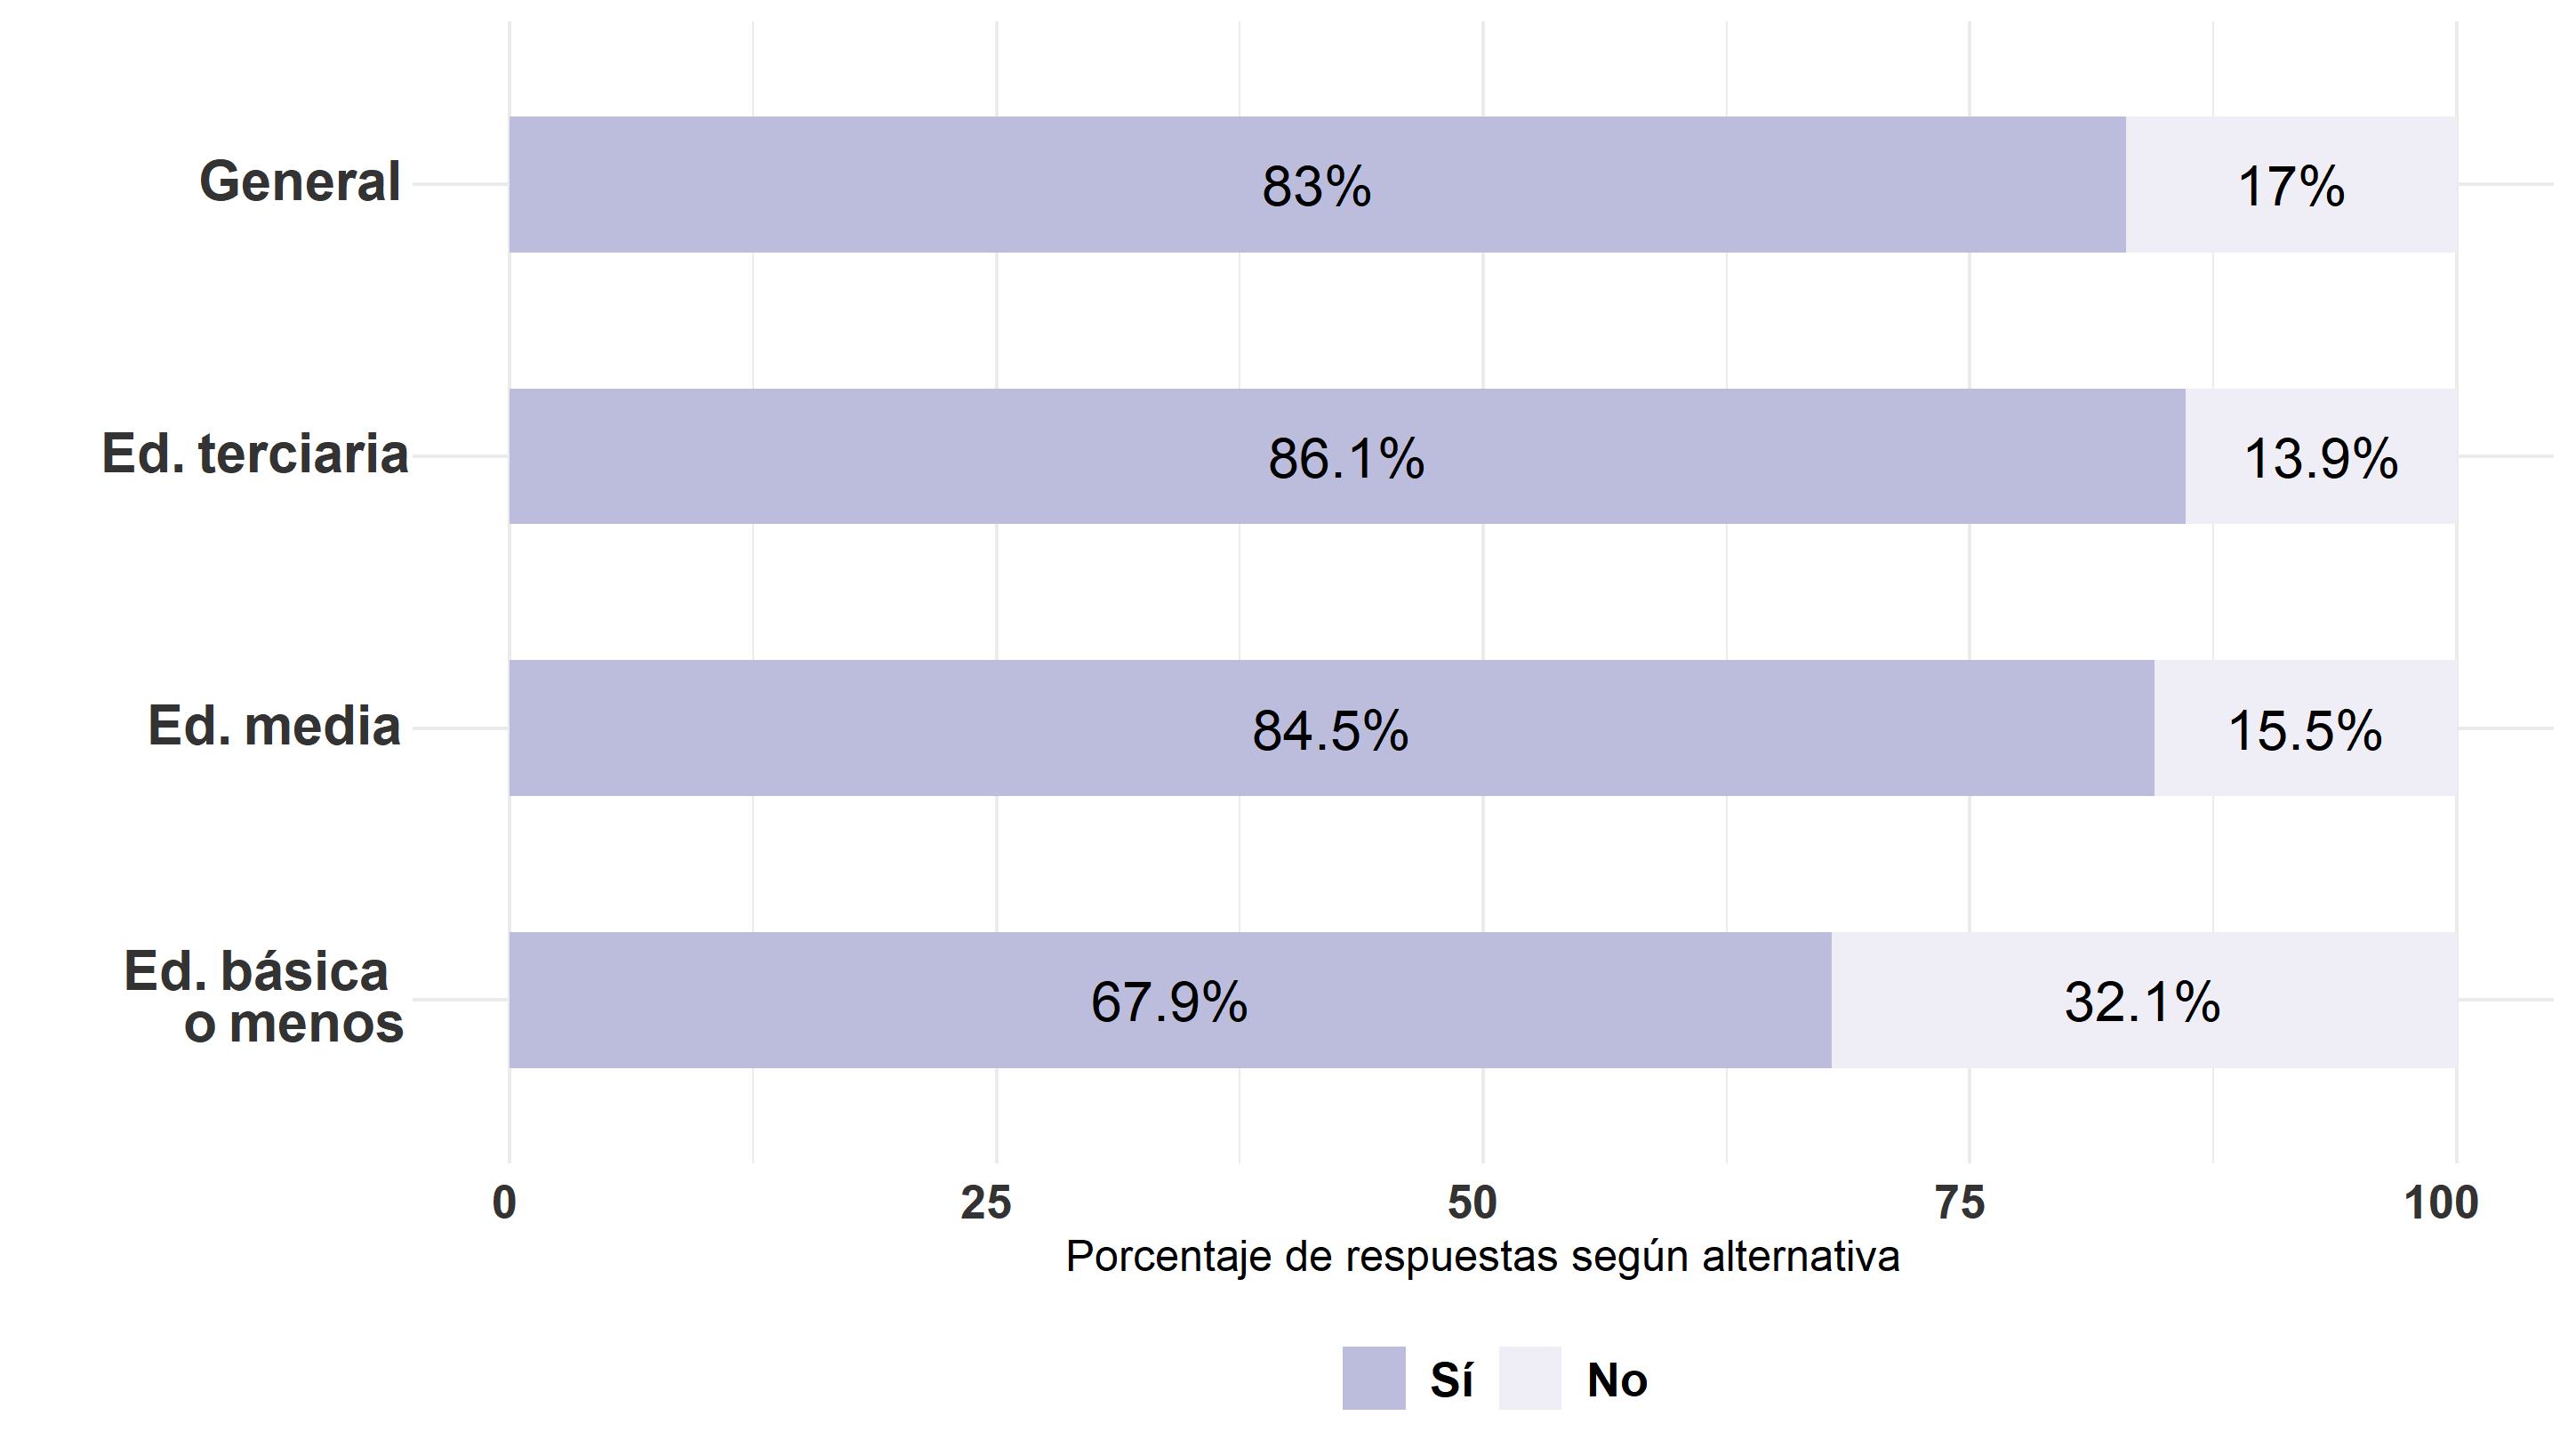 General
83%
17%
Ed. terciaria
86.1%
13.9%
Ed. media
84.5%
15.5%
Ed. básica
o menos
67.9%
32.1%
0 25 50 75 100
Porcentaje de respuestas según alternativa
Sí No